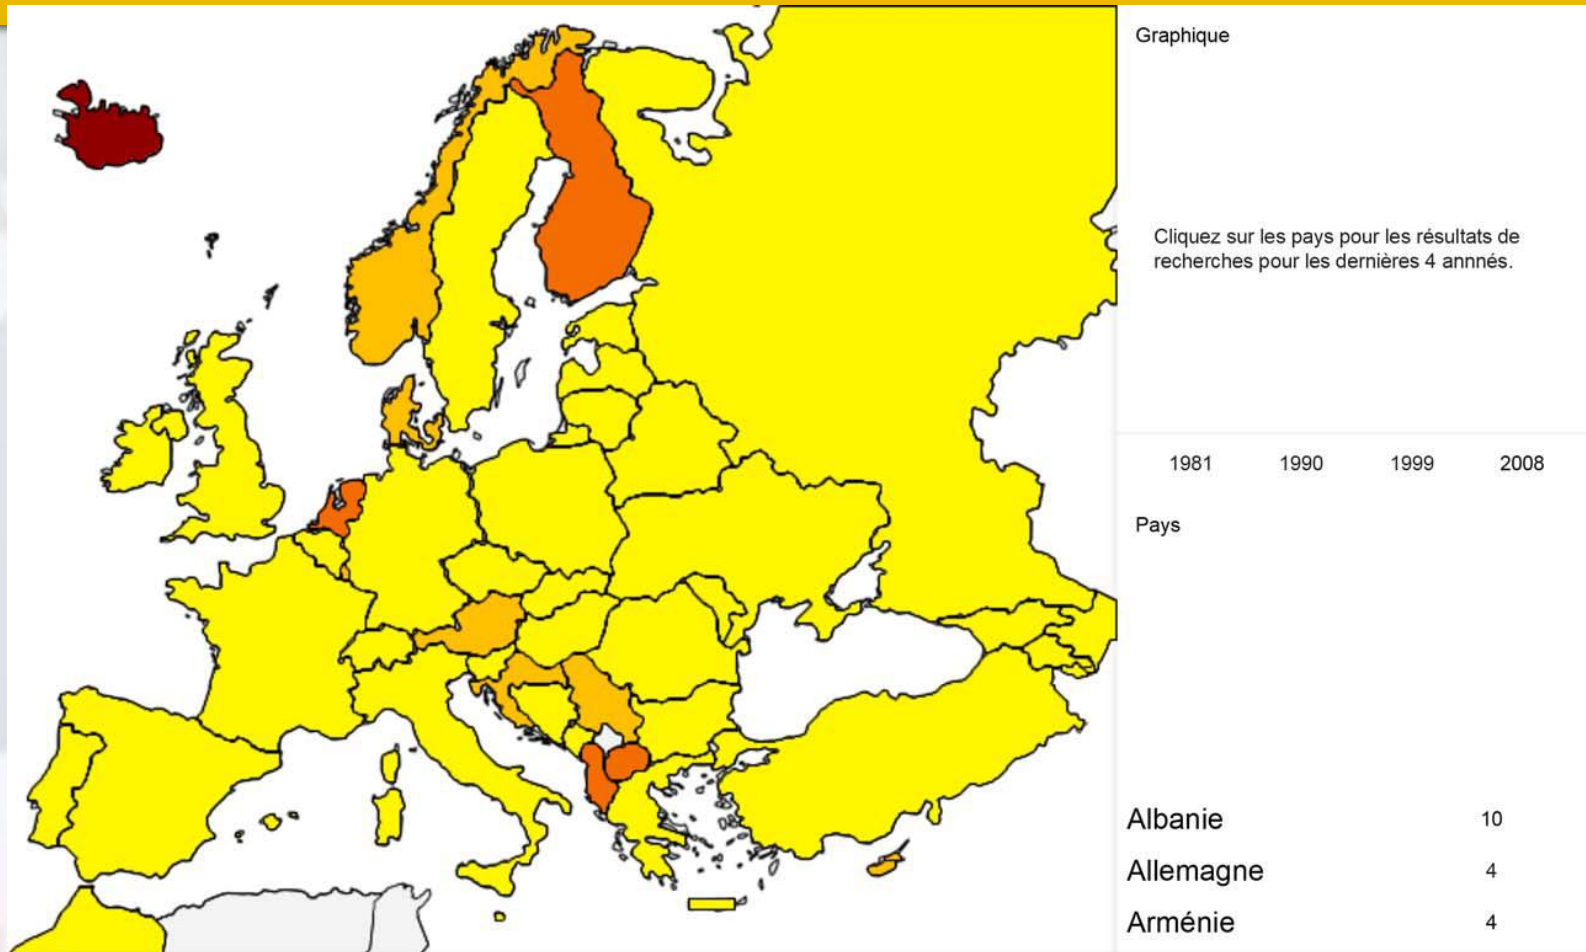 Graphique
Cliquez sur les pays pour les résultats de
recherches pour les dernières 4 annnés.
1981 1990 1999 2008
Pays
Albanie 10
Allemagne 4
Arménie 4